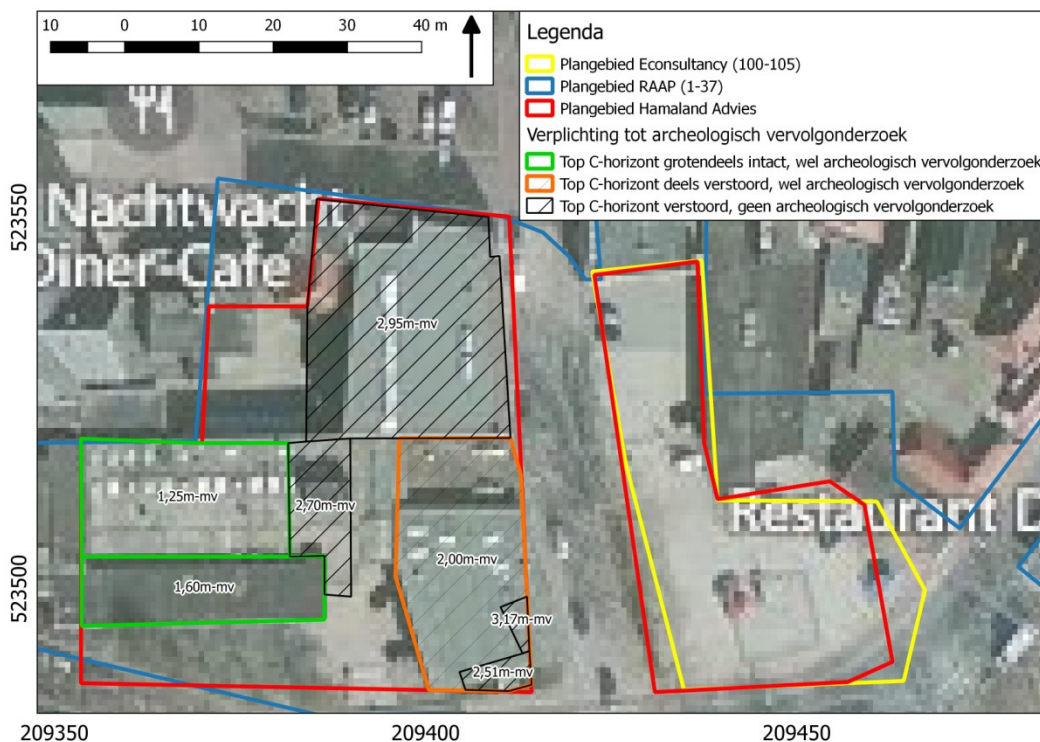 10 0 10 20 30 40 m
Legenda
Plangebied Econsultancy (100-105)
Plangebied RAAP (1-37)
Plangebied Hamaland Advies
Verplichting tot archeologisch vervolgonderzoek
Top C-horizont grotendeels intact, wel archeologisch vervolgonderzoek
Top C-horizont deels verstoord, wel archeologisch vervolgonderzoek
Top C-horizont verstoord, geen archeologisch vervolgonderzoek
523550
Nachtwacht
Diner-Cafe
2,95m-mv
1,25m-mv
2,70m-mv
Restaurant D
2,00m-mv
523500
1,60m-mv
3,17m-mv
2,51m-mv
209350 209400 209450